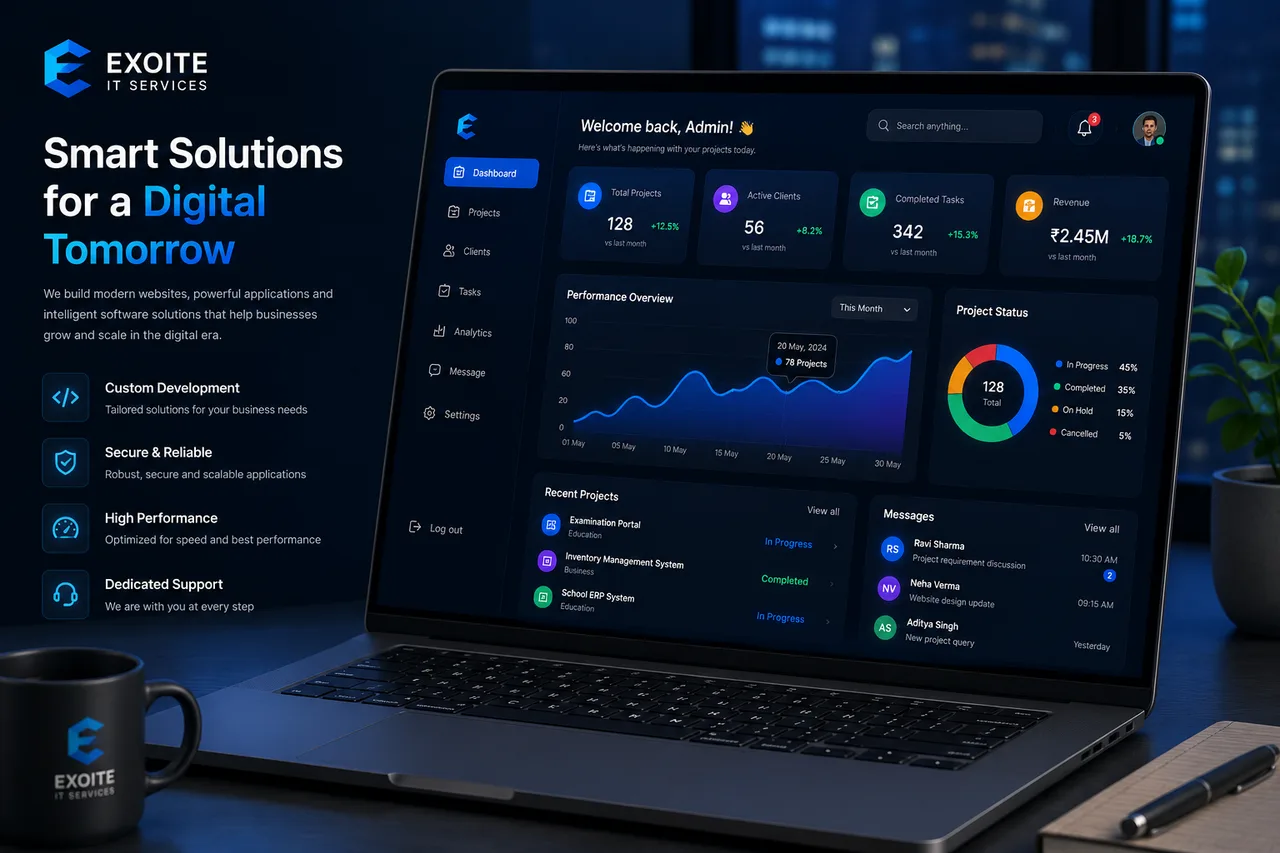 EXOITE
IT SERVICES
Smart Solutions
for a Digital
Tomorrow
We build modern websites, powerful applications and
intelligent software solutions that help businesses
grow and scale in the digital era.
Custom Development
Tailored solutions for your business needs
Secure & Reliable
Robust, secure and scalable applications
High Performance
Optimized for speed and best performance
Dedicated Support
We are with you at every step
EXOITE
IT SERVICES
Dashboard
Projects
Clients
Tasks
Analytics
Message
Settings
Log out
Welcome back, Admin! 👋
Here's what's happening with your projects today.
Search anything...
3
Total Projects
128 +12.5%
vs last month
Active Clients
56 +8.2%
vs last month
Completed Tasks
342 +15.3%
vs last month
Revenue
₹2.45M +18.7%
vs last month
Performance Overview
This Month
100
80
60
20
0
20 May, 2024
78 Projects
01 May 05 May 10 May 15 May 20 May 25 May 30 May
Project Status
128
Total
In Progress 45%
Completed 35%
On Hold 15%
Cancelled 5%
Recent Projects
View all
Examination Portal
Education
In Progress
Inventory Management System
Business
Completed
School ERP System
Education
In Progress
Messages
View all
RS
Ravi Sharma
Project requirement discussion
10:30 AM
2
NV
Neha Verma
Website design update
09:15 AM
AS
Aditya Singh
New project query
Yesterday